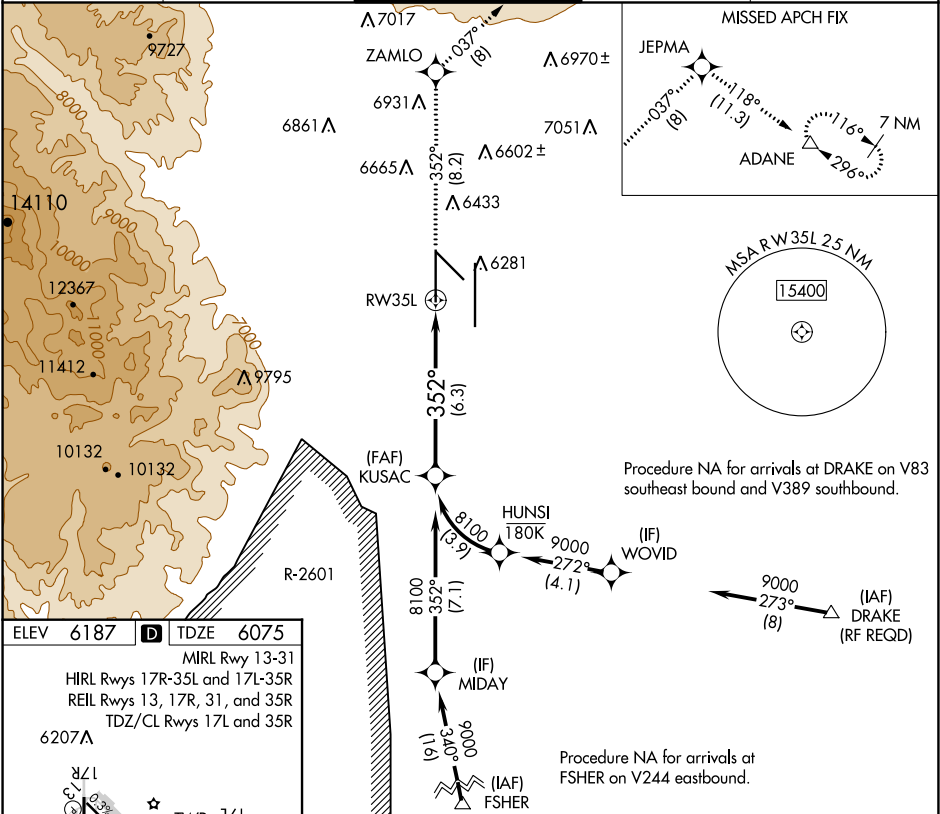 7017
9727
ZAMLO
037°
(8)
6970±
MISSED APCH FIX
JEPMA
037°
(8)
118°
(11.3)
116°
7 NM
ADANE
296°
8000
6931
6861
7051
6602±
352°
(8.2)
6665
6433
14110
9000
10000
6281
MSA RW35L 25 NM
15400
12367
RW35L
11000
7000
11412
9795
352°
(6.3)
10132
10132
(FAF)
KUSAC
Procedure NA for arrivals at DRAKE on V83
southeast bound and V389 southbound.
HUNSI
180K
8100
(3.9)
9000
272°
(4.1)
(IF)
WOVID
R-2601
8100
352°
(7.1)
9000
273°
(8)
(IAF)
DRAKE
(RF REQD)
ELEV 6187 D TDZE 6075
MIRL Rwy 13-31
HIRL Rwys 17R-35L and 17L-35R
REIL Rwys 13, 17R, 31, and 35R
TDZ/CL Rwys 17L and 35R
(IF)
MIDAY
6207
9000
340°
(16)
Procedure NA for arrivals at
FSHER on V244 eastbound.
(IAF)
FSHER
17R
13
0.3%